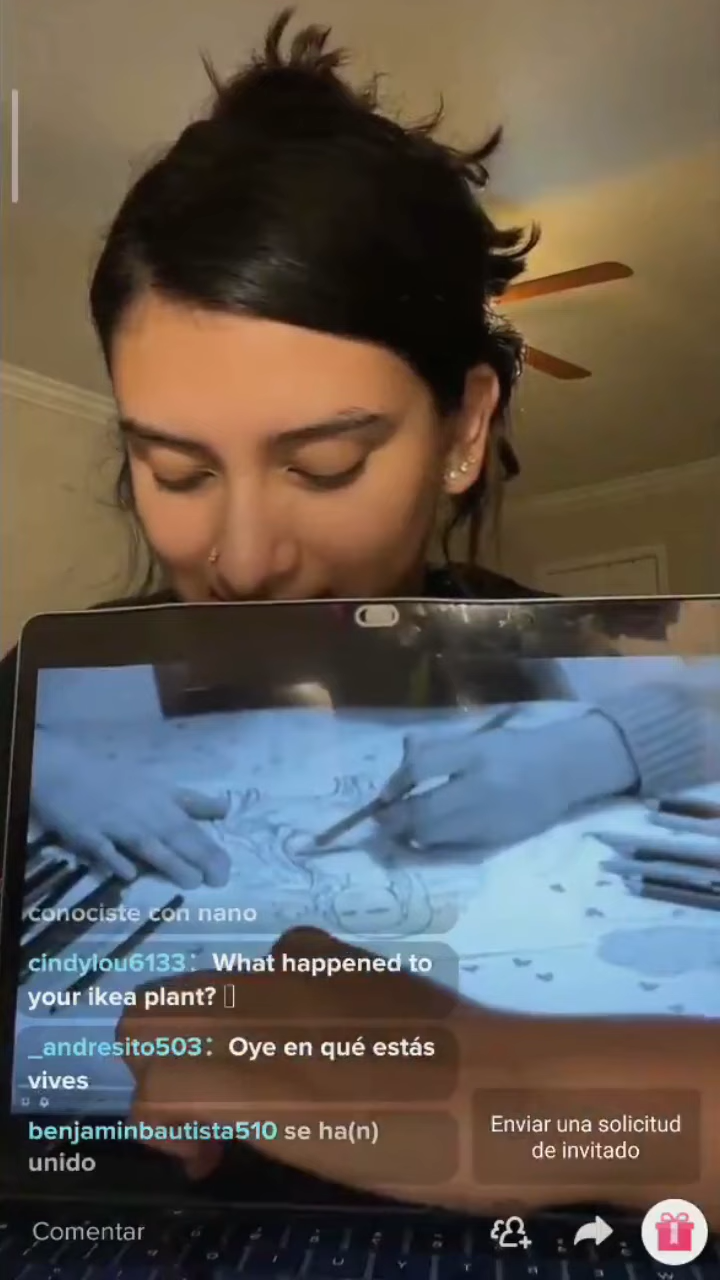 conociste con nano
cindylou6133: What happened to
your ikea plant?
_andresito503: Oye en qué estás
vives
benjaminbautista510 se ha(n)
unido
Enviar una solicitud
de invitado
Comentar